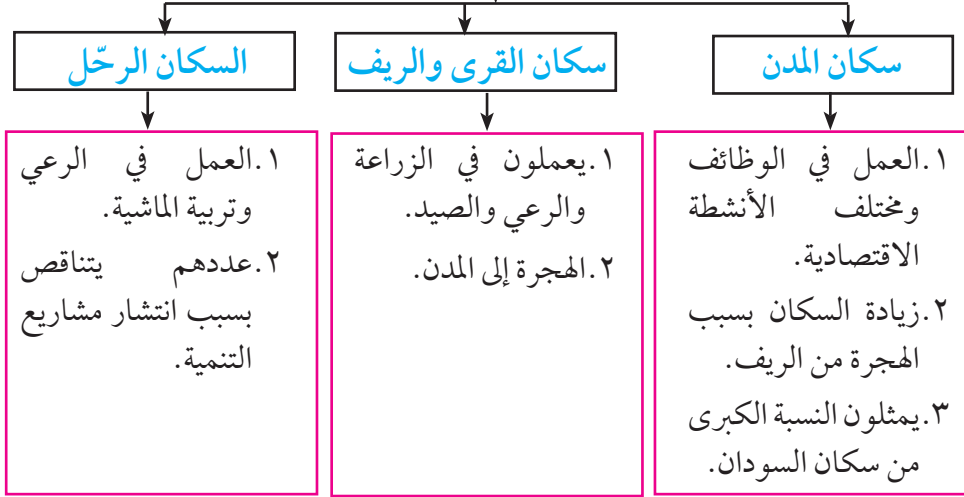 سكان المدن
١.العمل في الوظائف
ومختلف الأنشطة
الاقتصادية.
٢.زيادة السكان بسبب
الهجرة من الريف.
٣.يمثلون النسبة الكبرى
من سكان السودان.
سكان القرى والريف
١.يعملون في الزراعة
والرعي والصيد.
٢.الهجرة إلى المدن.
السكان الرحّل
١.العمل في الرعي
وتربية الماشية.
٢.عددهم يتناقص
بسبب انتشار مشاريع
التنمية.